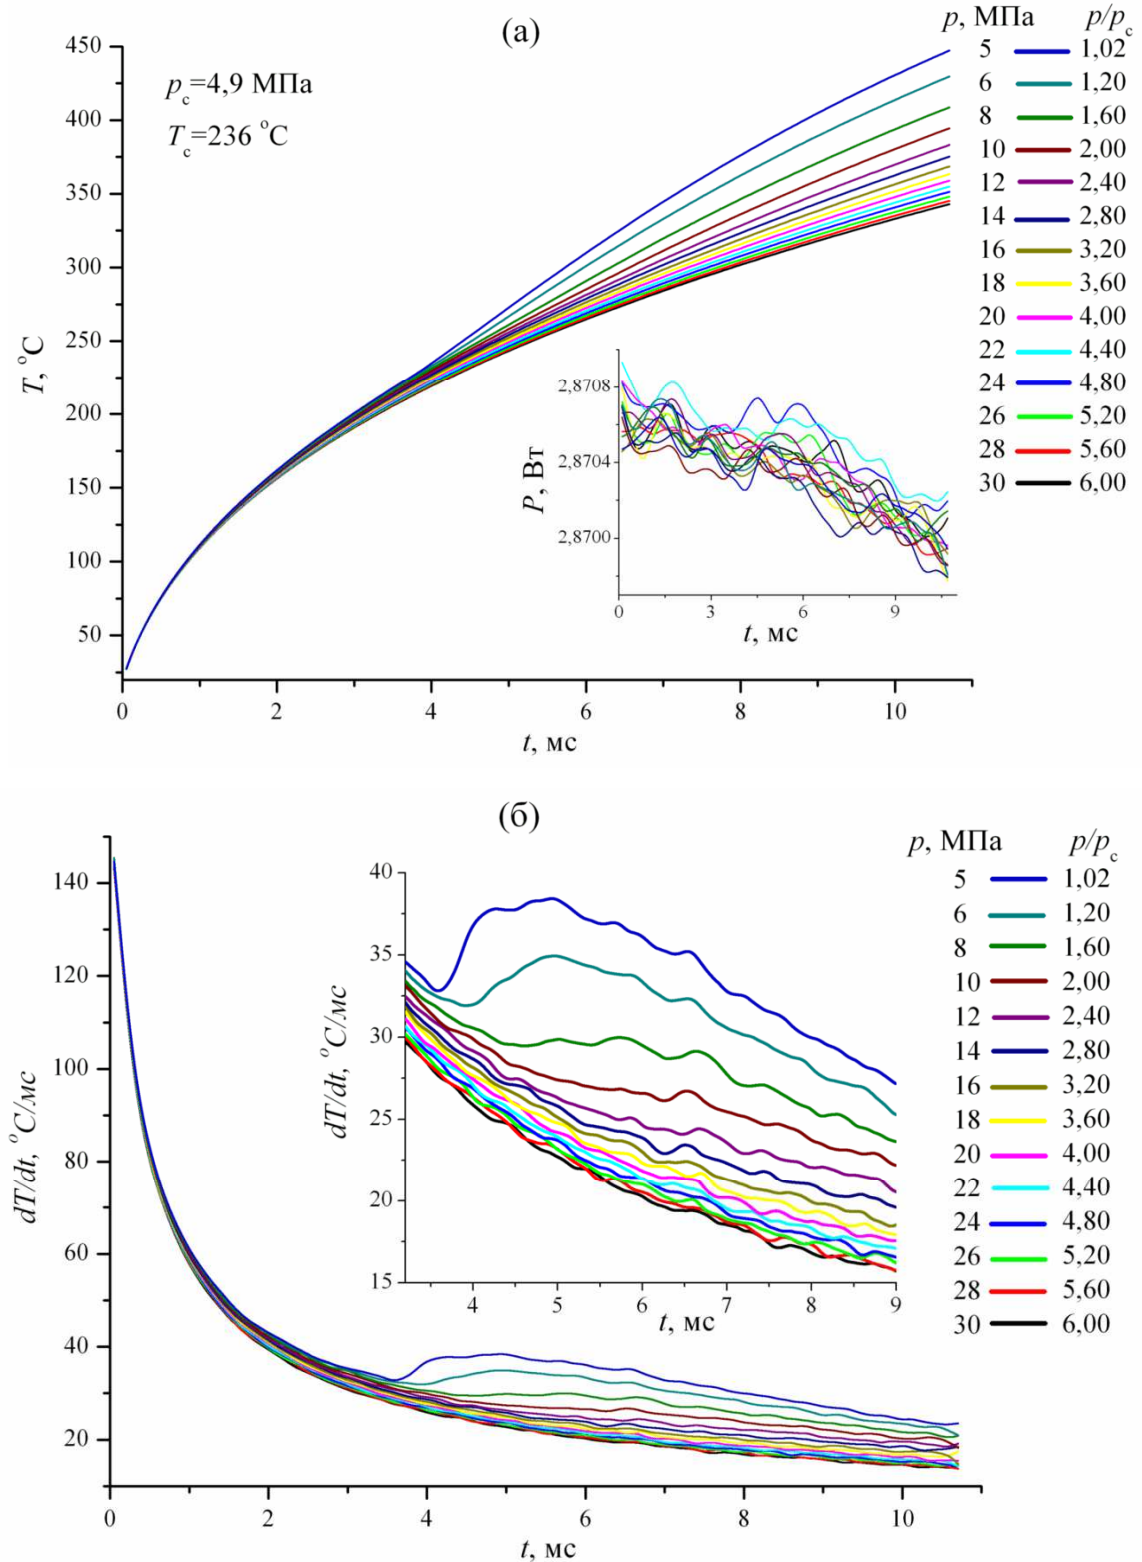 (а)
p, МПа p/pc
5 1,02
6 1,20
8 1,60
10 2,00
12 2,40
14 2,80
16 3,20
18 3,60
20 4,00
22 4,40
24 4,80
26 5,20
28 5,60
30 6,00
pc=4,9 МПа
Tc=236 °C
T, °C
450
400
350
300
250
200
150
100
50
0 2 4 6 8 10
t, мс
P, Вт
2,8708
2,8704
2,8700
0 3 6 9
t, мс
(б)
p, МПа p/pc
5 1,02
6 1,20
8 1,60
10 2,00
12 2,40
14 2,80
16 3,20
18 3,60
20 4,00
22 4,40
24 4,80
26 5,20
28 5,60
30 6,00
dT/dt, °C/мс
140
120
100
80
60
40
20
0 2 4 6 8 10
t, мс
dT/dt, °C/мс
40
35
30
25
20
15
4 5 6 7 8 9
t, мс